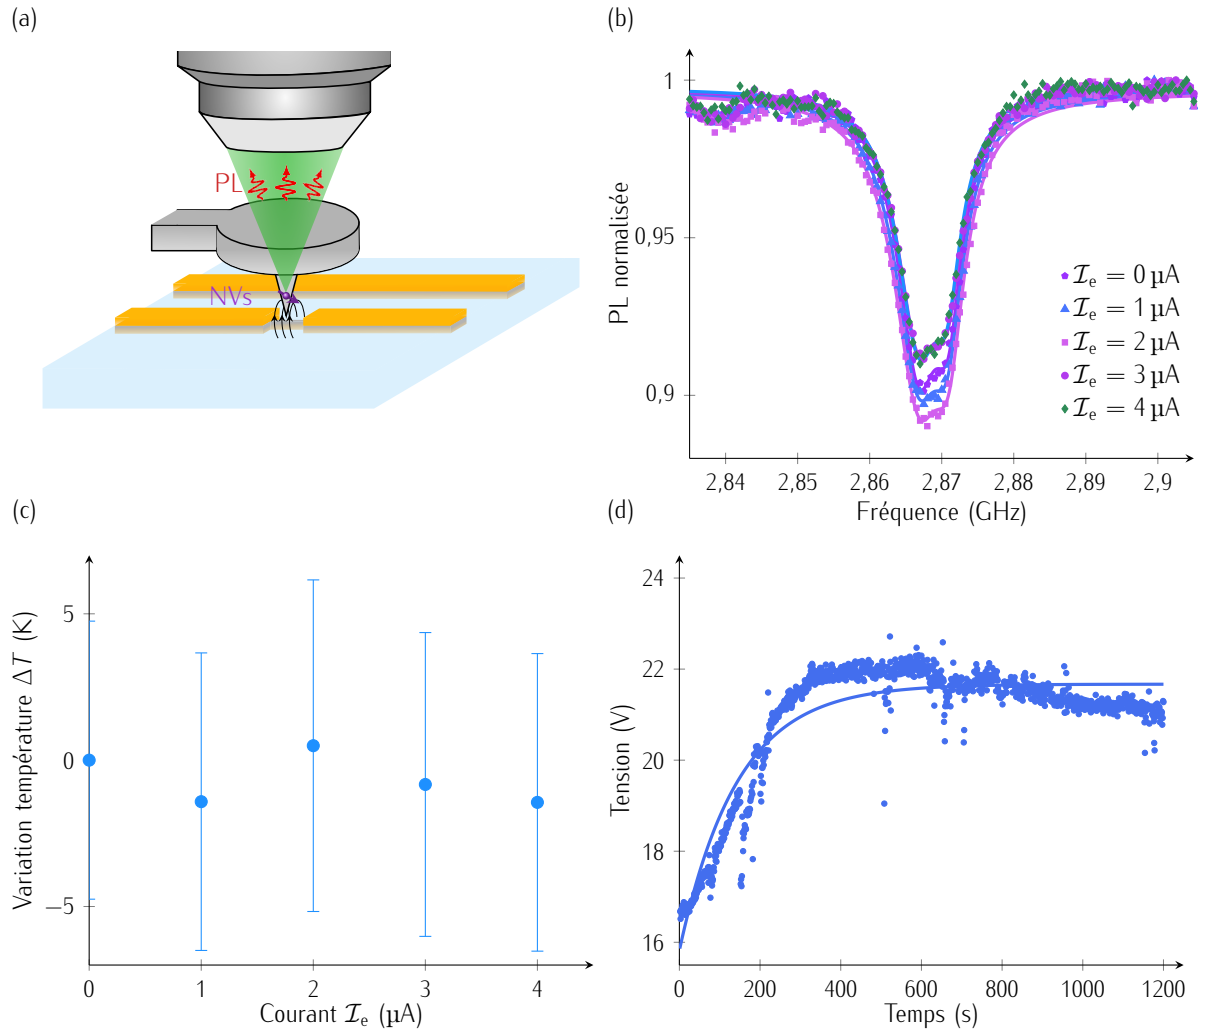 (a)
PL
NVs
(b)
1
0,95
0,9
PL normalisée
ℐe = 0 µA
ℐe = 1 µA
ℐe = 2 µA
ℐe = 3 µA
ℐe = 4 µA
2,84 2,85 2,86 2,87 2,88 2,89 2,9
Fréquence (GHz)
(c)
5
0
−5
Variation température ΔT (K)
0 1 2 3 4
Courant ℐe (µA)
(d)
24
22
20
18
16
Tension (V)
0 200 400 600 800 1000 1200
Temps (s)